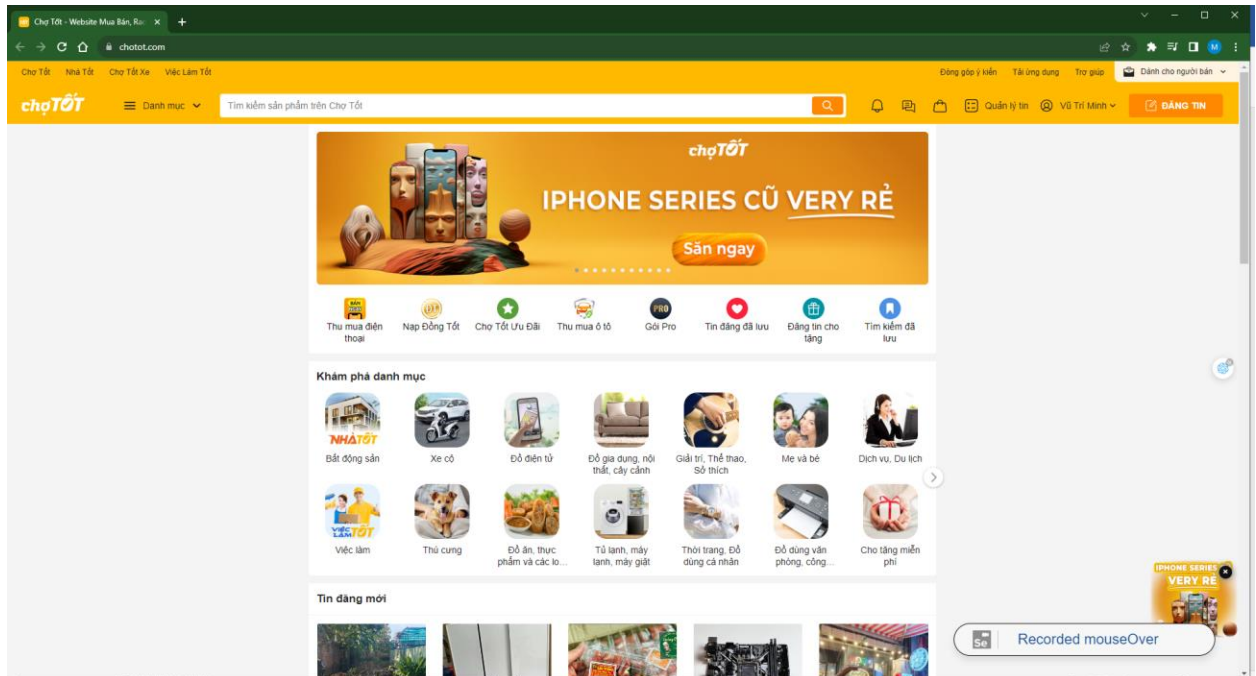 Chợ Tốt - Website Mua Bán, Rao
chotot.com
Chợ Tốt Nhà Tốt Chợ Tốt Xe Việc Làm Tốt Đóng góp ý kiến Tải ứng dụng Trợ giúp Dành cho người bán
chợTỐT Danh mục Tìm kiếm sản phẩm trên Chợ Tốt Quản lý tin Vũ Trí Minh ĐĂNG TIN
chợTỐT
IPHONE SERIES CŨ VERY RẺ
Săn ngay
PRO
Thu mua điện Nạp Đồng Tốt Chợ Tốt Ưu Đãi Thu mua ô tô Gói Pro Tin đăng đã lưu Đăng tin cho Tìm kiếm đã
thoại tặng lưu
Khám phá danh mục
NHÀTỐT
Bất động sản Xe cộ Đồ điện tử Đồ gia dụng, nội Giải trí, Thể thao, Mẹ và bé Dịch vụ, Du lịch
thất, cây cảnh Sở thích
VIỆC
LÀM TỐT
Việc làm Thú cưng Đồ ăn, thực Tủ lạnh, máy Thời trang, Đồ Đồ dùng văn Cho tặng miễn
phẩm và các lo... lạnh, máy giặt dùng cá nhân phòng, công... phí
IPHONE SERIES
VERY RẺ
Tin đăng mới
Se Recorded mouseOver